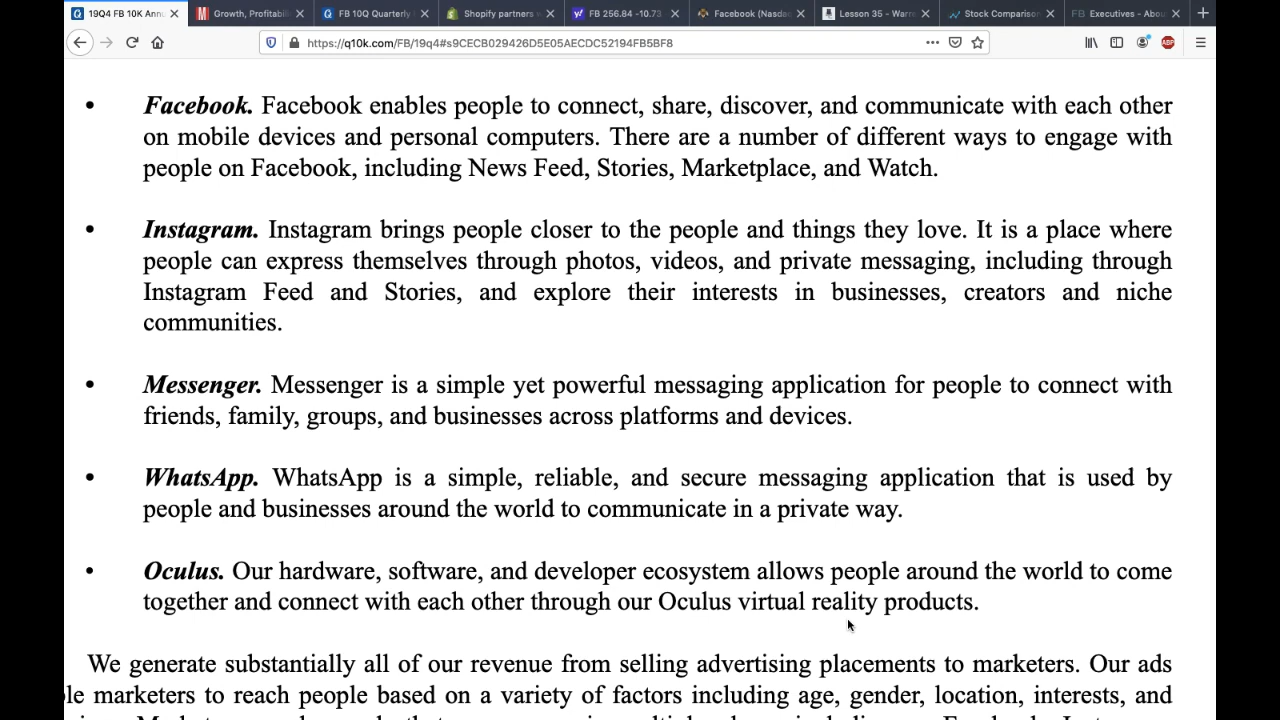 19Q4 FB 10K Annu
Growth, Profitabil
FB 10Q Quarterly
Shopify partners w
FB 256.84 -10.73
Facebook (Nasdaq
Lesson 35 - Warre
Stock Comparison
Executives - About
https://q10k.com/FB/19q4#s9CECB029426D5E05AECDC52194FB5BF8
ABP
• Facebook. Facebook enables people to connect, share, discover, and communicate with each other
on mobile devices and personal computers. There are a number of different ways to engage with
people on Facebook, including News Feed, Stories, Marketplace, and Watch.
• Instagram. Instagram brings people closer to the people and things they love. It is a place where
people can express themselves through photos, videos, and private messaging, including through
Instagram Feed and Stories, and explore their interests in businesses, creators and niche
communities.
• Messenger. Messenger is a simple yet powerful messaging application for people to connect with
friends, family, groups, and businesses across platforms and devices.
• WhatsApp. WhatsApp is a simple, reliable, and secure messaging application that is used by
people and businesses around the world to communicate in a private way.
• Oculus. Our hardware, software, and developer ecosystem allows people around the world to come
together and connect with each other through our Oculus virtual reality products.
We generate substantially all of our revenue from selling advertising placements to marketers. Our ads
ble marketers to reach people based on a variety of factors including age, gender, location, interests, and